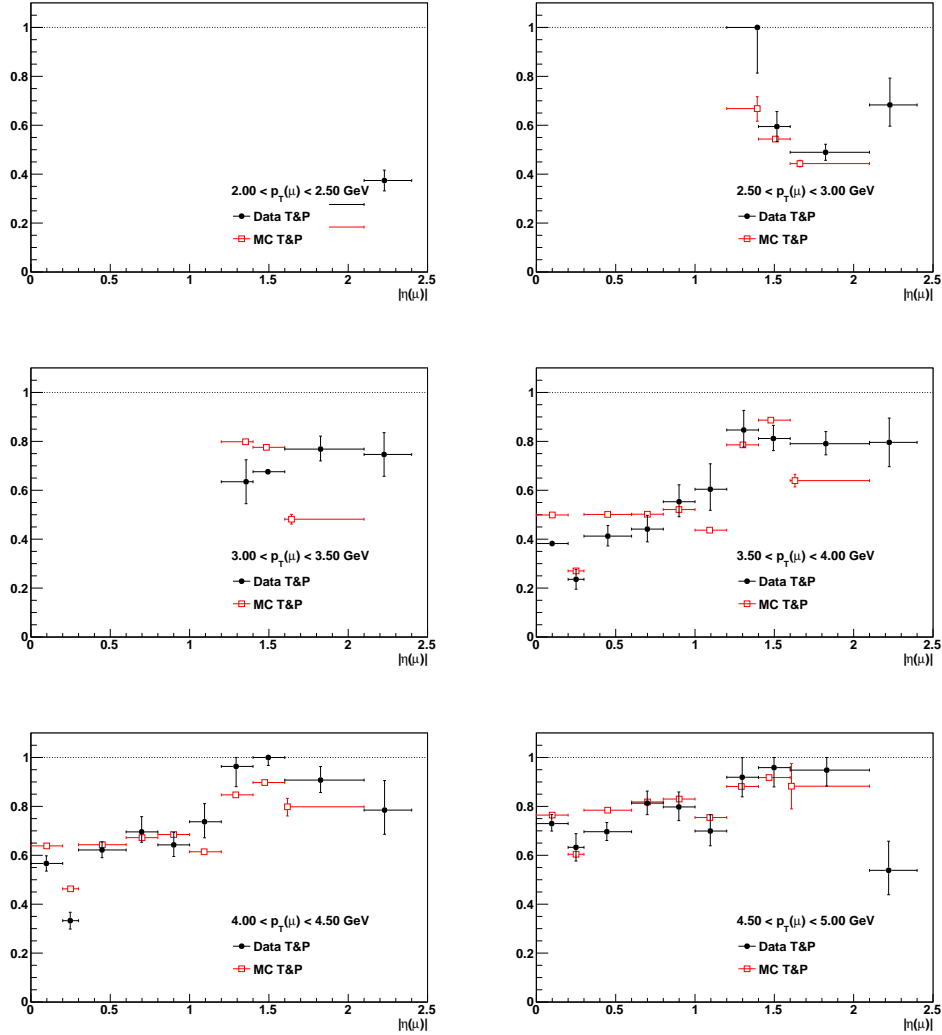 1
0.8
0.6
0.4
0.2
0
0 0.5 1 1.5 2 2.5
|η(μ)|
2.00 < p_T(μ) < 2.50 GeV
Data T&P
MC T&P
1
0.8
0.6
0.4
0.2
0
0 0.5 1 1.5 2 2.5
|η(μ)|
2.50 < p_T(μ) < 3.00 GeV
Data T&P
MC T&P
1
0.8
0.6
0.4
0.2
0
0 0.5 1 1.5 2 2.5
|η(μ)|
3.00 < p_T(μ) < 3.50 GeV
Data T&P
MC T&P
1
0.8
0.6
0.4
0.2
0
0 0.5 1 1.5 2 2.5
|η(μ)|
3.50 < p_T(μ) < 4.00 GeV
Data T&P
MC T&P
1
0.8
0.6
0.4
0.2
0
0 0.5 1 1.5 2 2.5
|η(μ)|
4.00 < p_T(μ) < 4.50 GeV
Data T&P
MC T&P
1
0.8
0.6
0.4
0.2
0
0 0.5 1 1.5 2 2.5
|η(μ)|
4.50 < p_T(μ) < 5.00 GeV
Data T&P
MC T&P